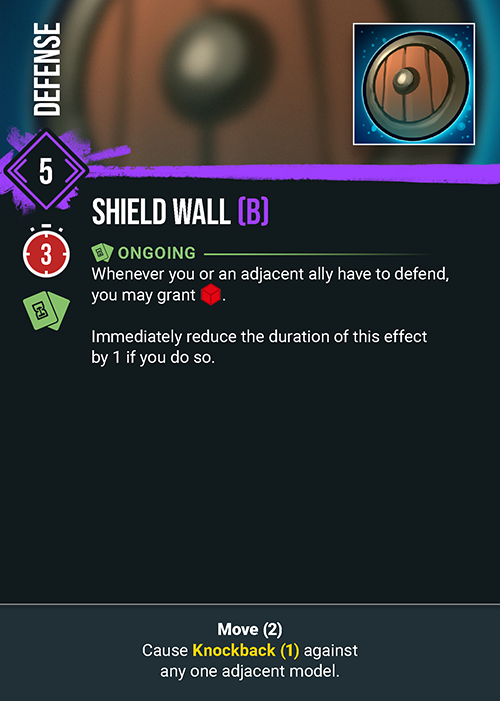 DEFENSE
5
SHIELD WALL (B)
3
ONGOING
Whenever you or an adjacent ally have to defend,
you may grant .
Immediately reduce the duration of this effect
by 1 if you do so.
Move (2)
Cause Knockback (1) against
any one adjacent model.